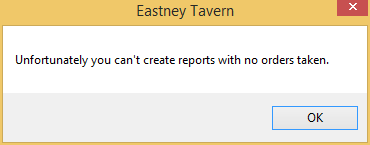 Eastney Tavern
Unfortunately you can't create reports with no orders taken.
OK